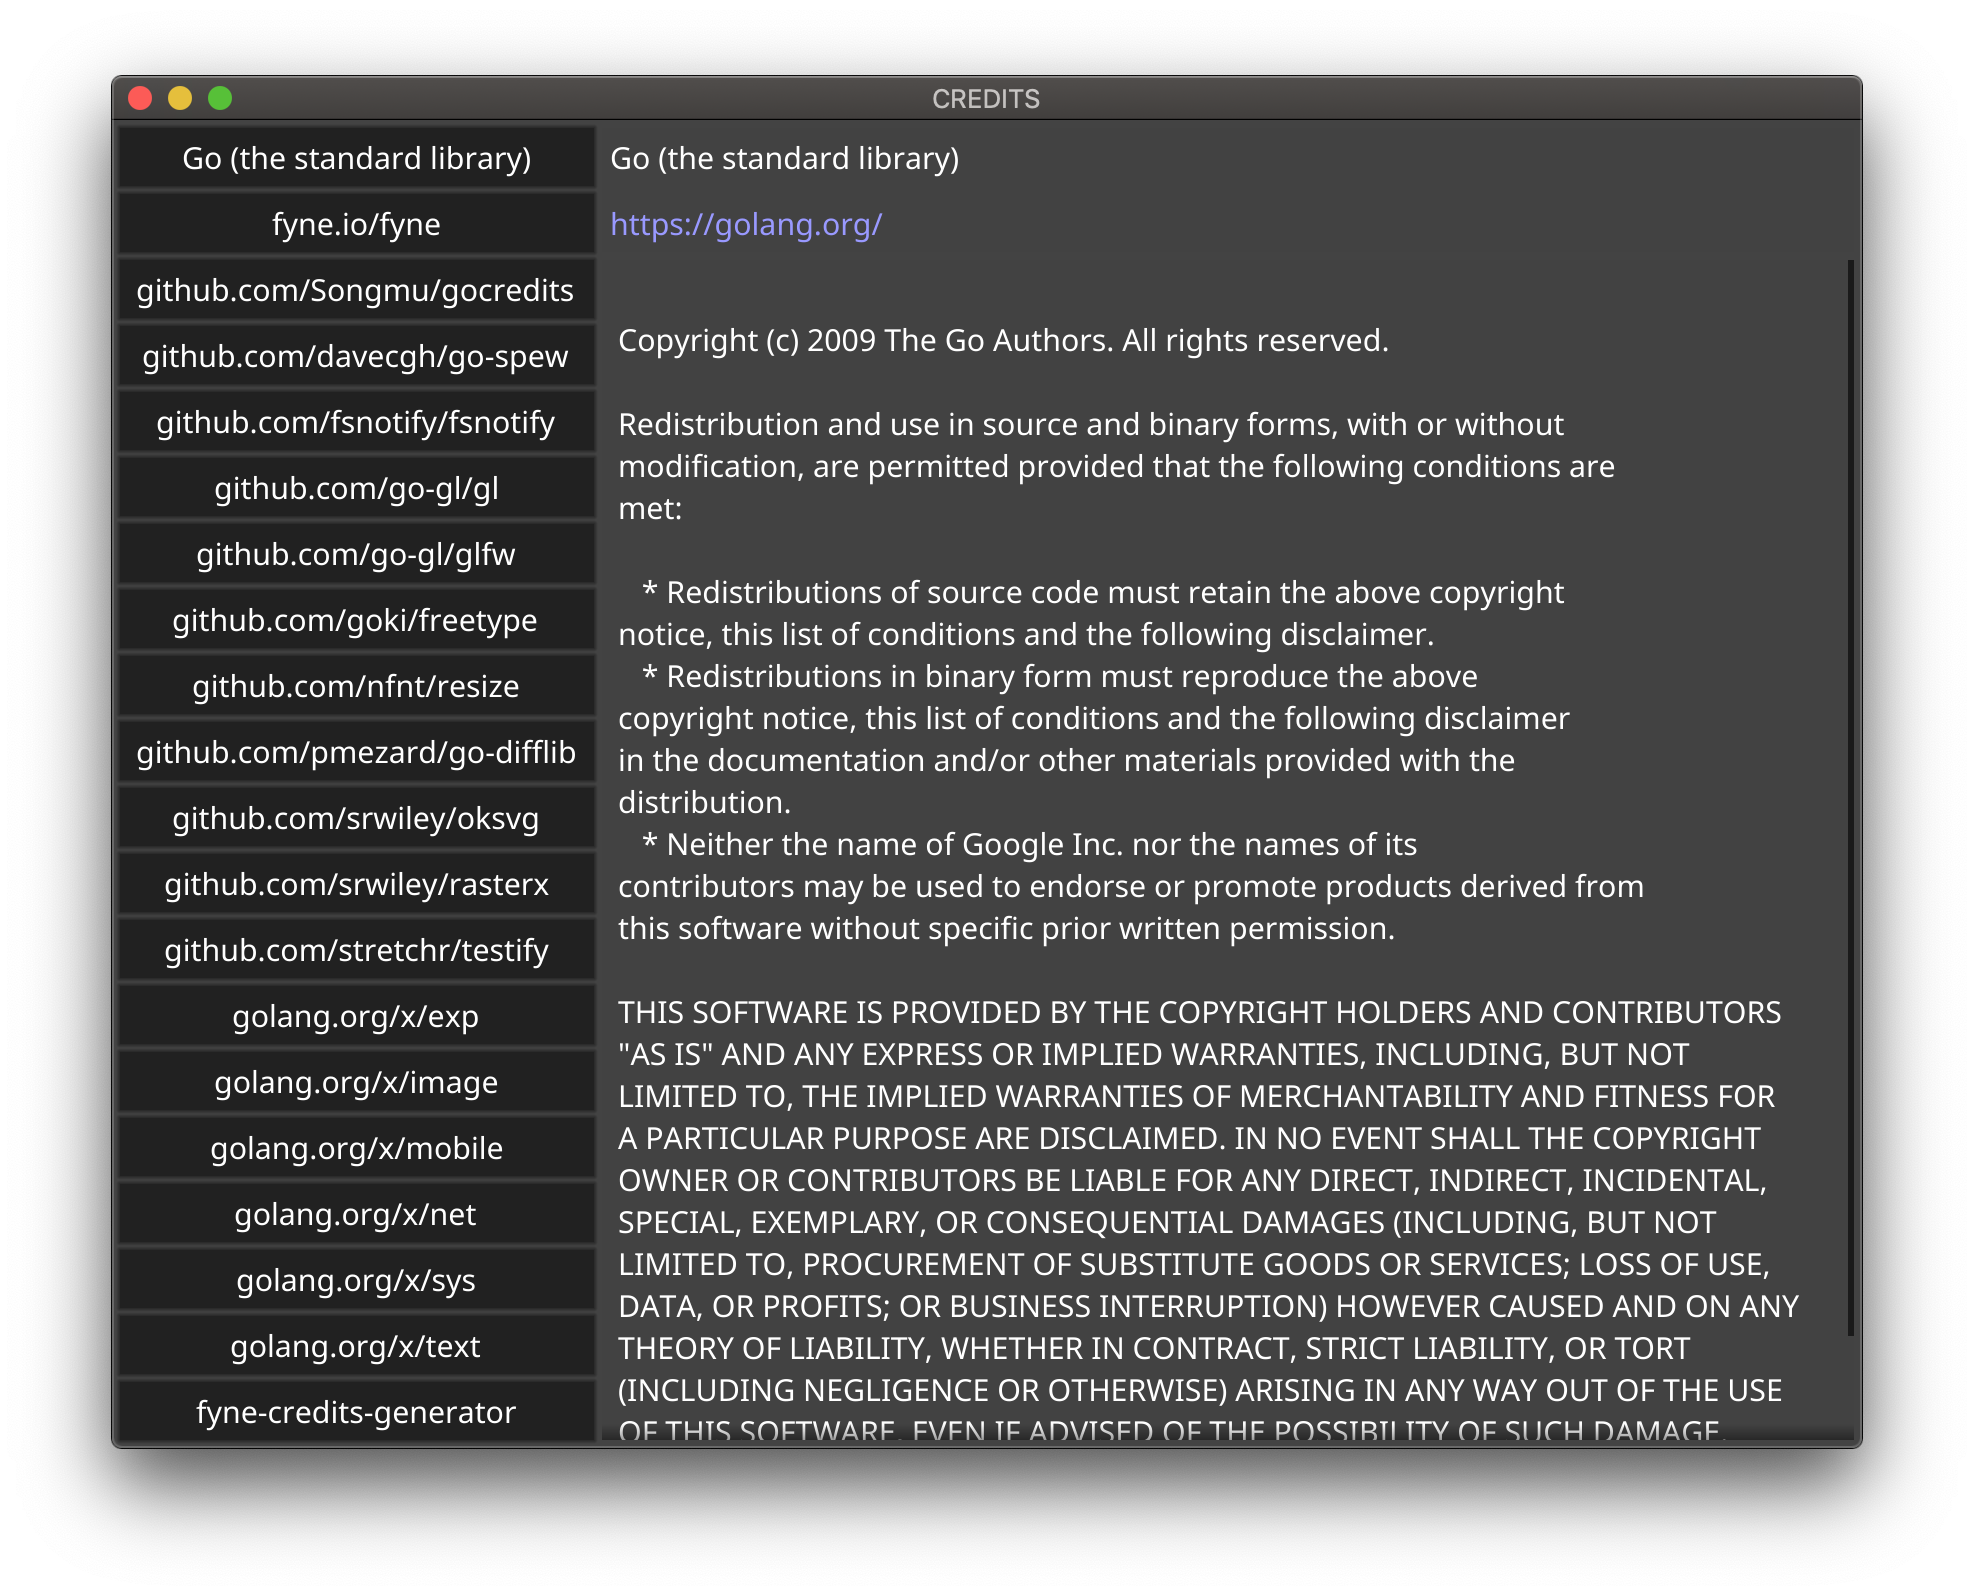 CREDITS
Go (the standard library)
fyne.io/fyne
github.com/Songmu/gocredits
github.com/davecgh/go-spew
github.com/fsnotify/fsnotify
github.com/go-gl/gl
github.com/go-gl/glfw
github.com/goki/freetype
github.com/nfnt/resize
github.com/pmezard/go-difflib
github.com/srwiley/oksvg
github.com/srwiley/rasterx
github.com/stretchr/testify
golang.org/x/exp
golang.org/x/image
golang.org/x/mobile
golang.org/x/net
golang.org/x/sys
golang.org/x/text
fyne-credits-generator
Go (the standard library)
https://golang.org/
Copyright (c) 2009 The Go Authors. All rights reserved.
Redistribution and use in source and binary forms, with or without
modification, are permitted provided that the following conditions are
met:
* Redistributions of source code must retain the above copyright
notice, this list of conditions and the following disclaimer.
* Redistributions in binary form must reproduce the above
copyright notice, this list of conditions and the following disclaimer
in the documentation and/or other materials provided with the
distribution.
* Neither the name of Google Inc. nor the names of its
contributors may be used to endorse or promote products derived from
this software without specific prior written permission.
THIS SOFTWARE IS PROVIDED BY THE COPYRIGHT HOLDERS AND CONTRIBUTORS
"AS IS" AND ANY EXPRESS OR IMPLIED WARRANTIES, INCLUDING, BUT NOT
LIMITED TO, THE IMPLIED WARRANTIES OF MERCHANTABILITY AND FITNESS FOR
A PARTICULAR PURPOSE ARE DISCLAIMED. IN NO EVENT SHALL THE COPYRIGHT
OWNER OR CONTRIBUTORS BE LIABLE FOR ANY DIRECT, INDIRECT, INCIDENTAL,
SPECIAL, EXEMPLARY, OR CONSEQUENTIAL DAMAGES (INCLUDING, BUT NOT
LIMITED TO, PROCUREMENT OF SUBSTITUTE GOODS OR SERVICES; LOSS OF USE,
DATA, OR PROFITS; OR BUSINESS INTERRUPTION) HOWEVER CAUSED AND ON ANY
THEORY OF LIABILITY, WHETHER IN CONTRACT, STRICT LIABILITY, OR TORT
(INCLUDING NEGLIGENCE OR OTHERWISE) ARISING IN ANY WAY OUT OF THE USE
OF THIS SOFTWARE, EVEN IF ADVISED OF THE POSSIBILITY OF SUCH DAMAGE.